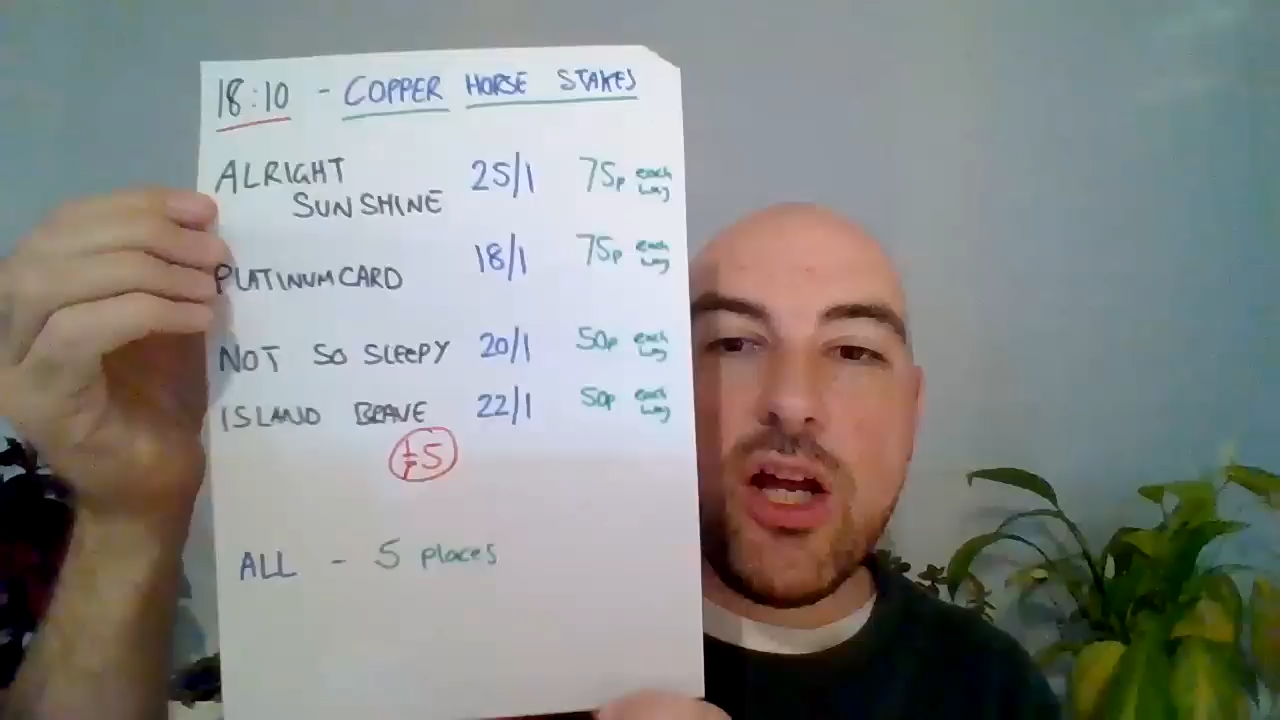 18:10 - COPPER HORSE STAKES
ALRIGHT SUNSHINE 25/1 75p each way
PLATINUM CARD 18/1 75p each way
NOT SO SLEEPY 20/1 50p each way
ISLAND BRAVE 22/1 50p each way
£5
ALL - 5 places